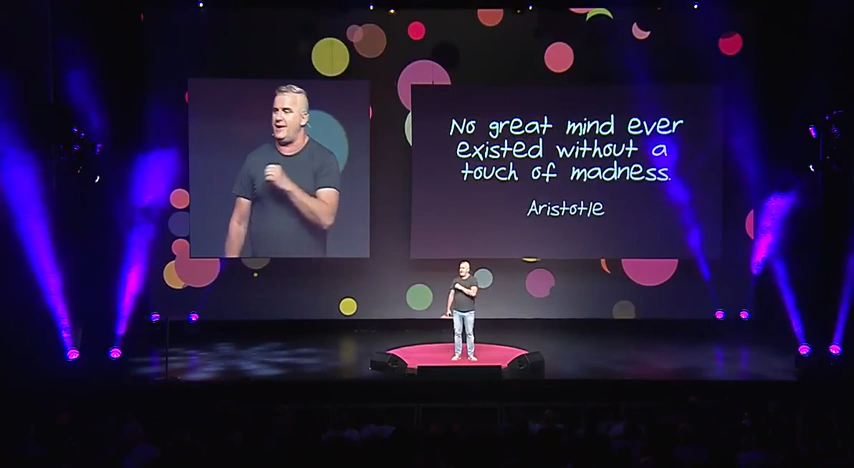 No great mind ever
existed without a
touch of madness.
Aristotle